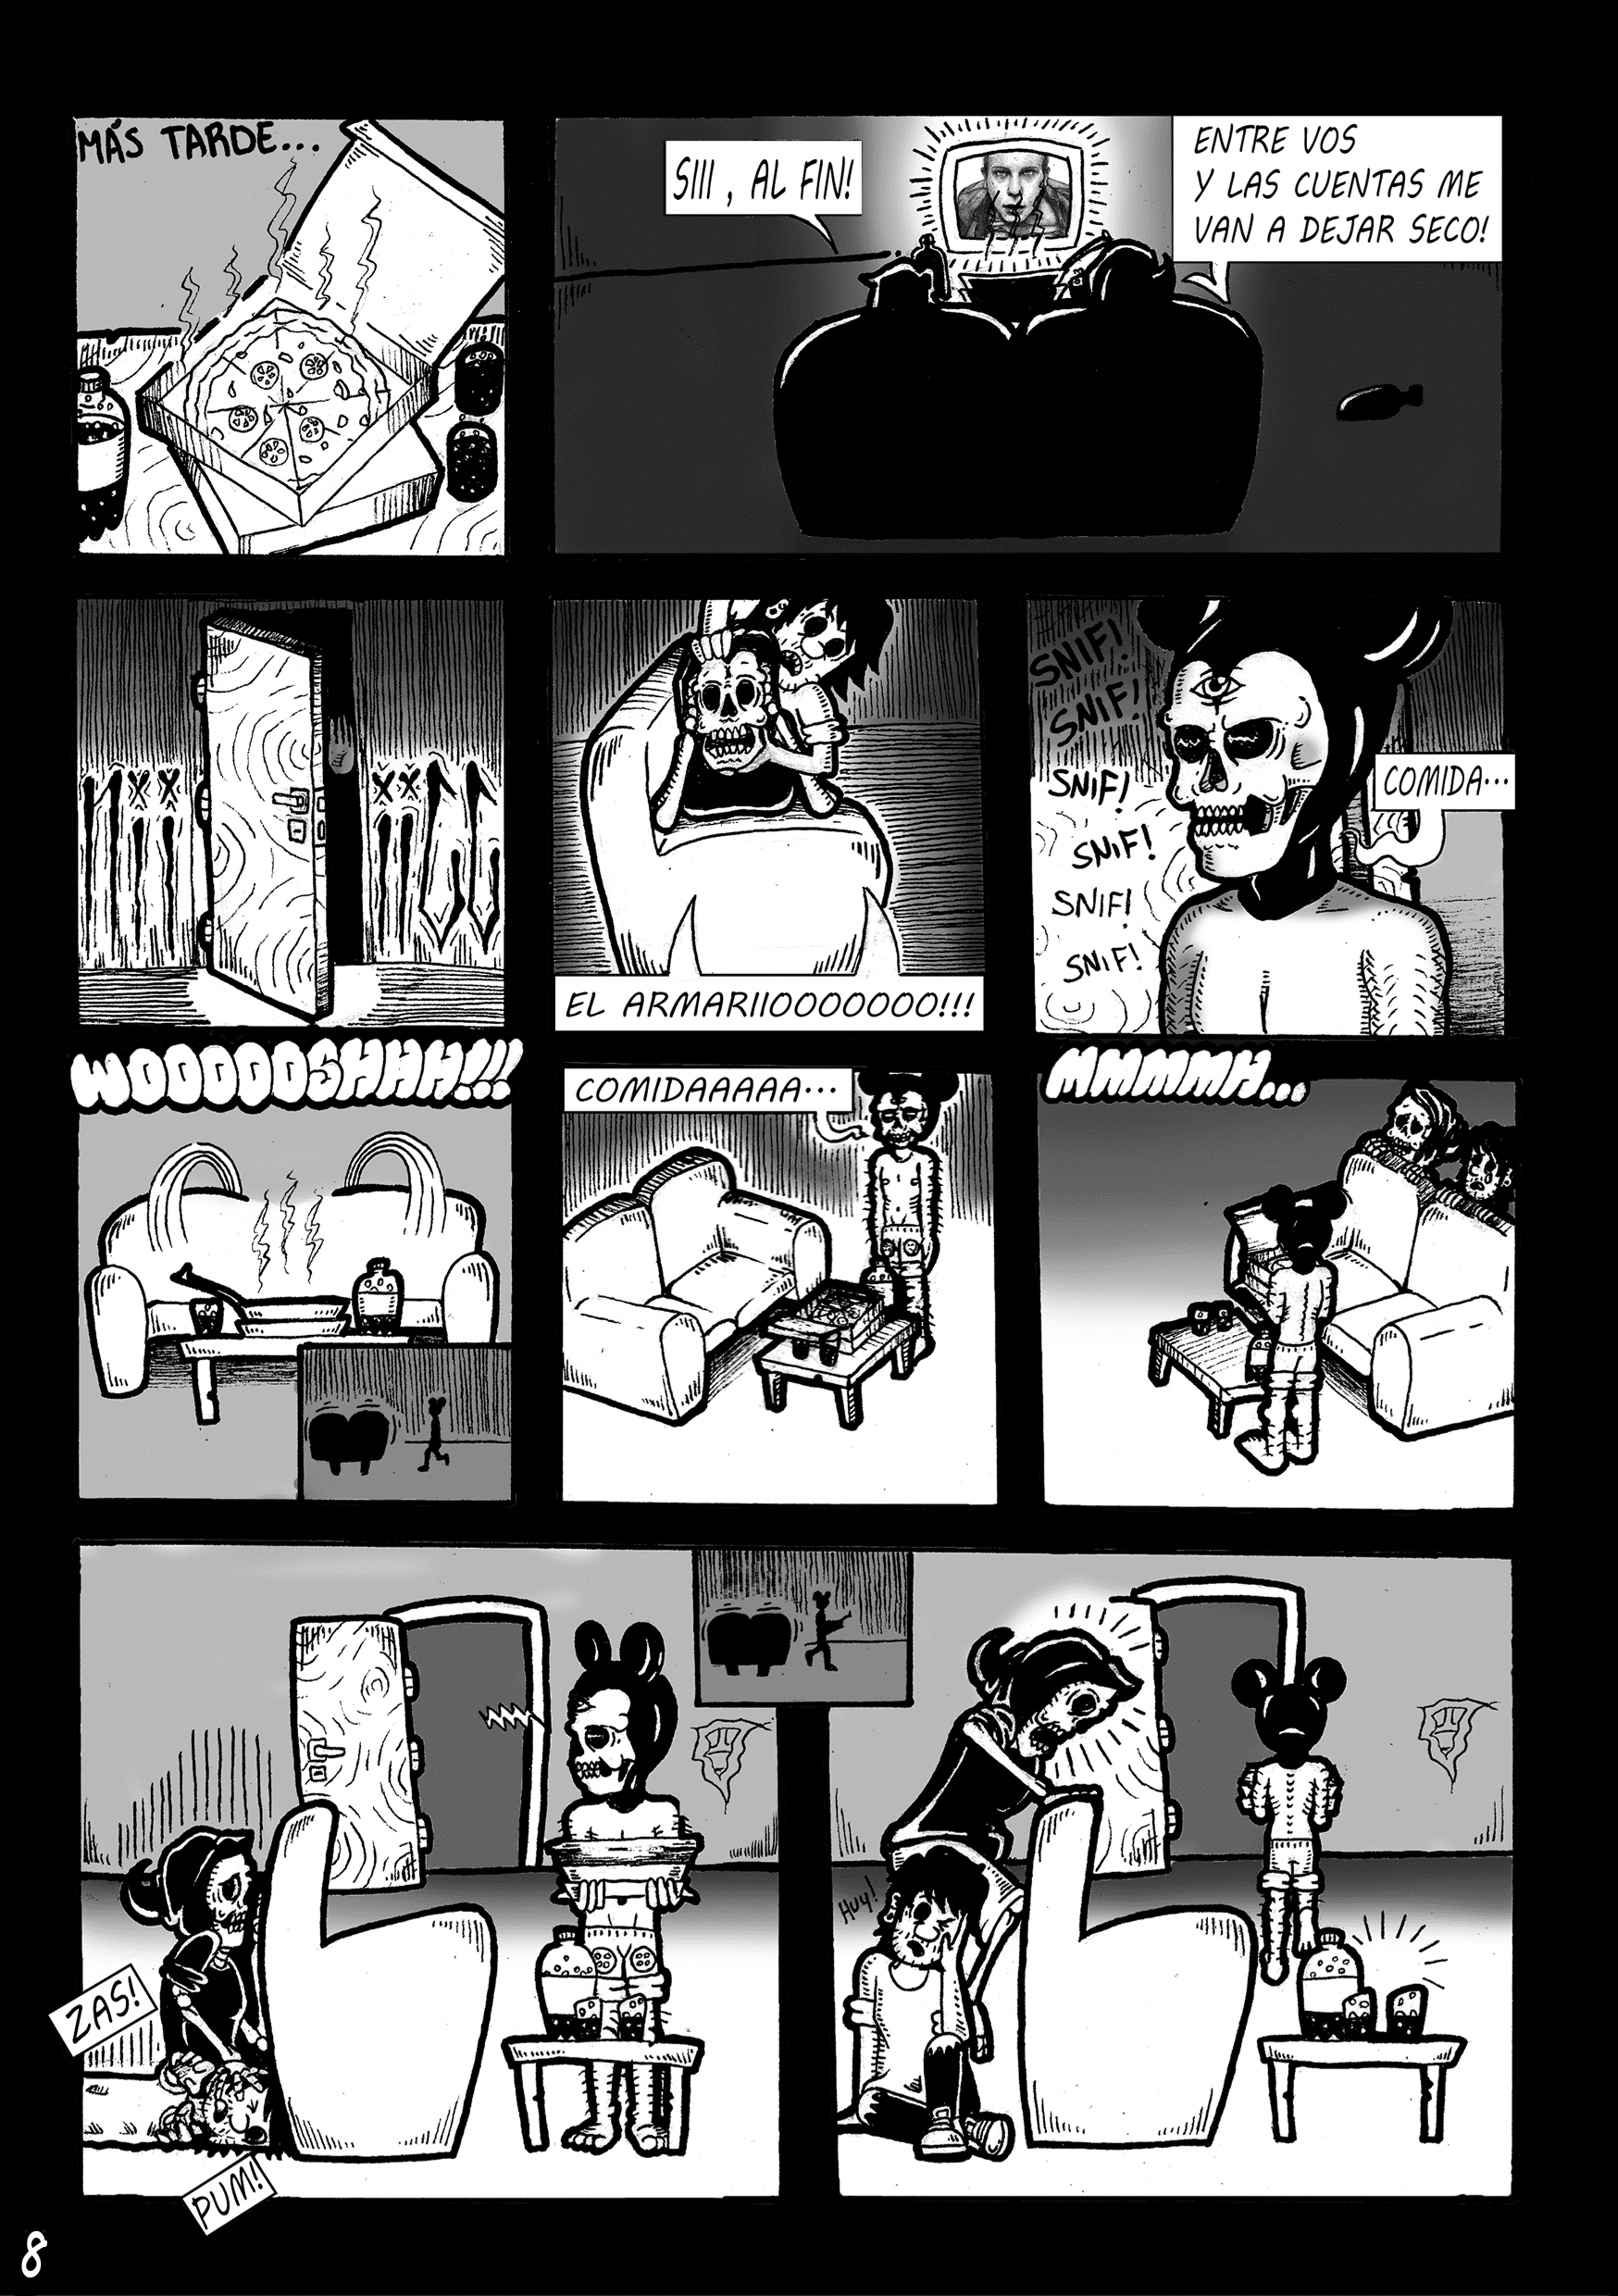 MÁS TARDE...
SIII , AL FIN!
ENTRE VOS
Y LAS CUENTAS ME
VAN A DEJAR SECO!
EL ARMARIIOOOOOOO!!!
SNIF!
SNIF!
SNIF!
SNIF!
SNIF!
SNIF!
COMIDA...
WOOOOOSHHH!!!
COMIDAAAAA...
MMMMH...
ZAS!
PUM!
HUY!
8